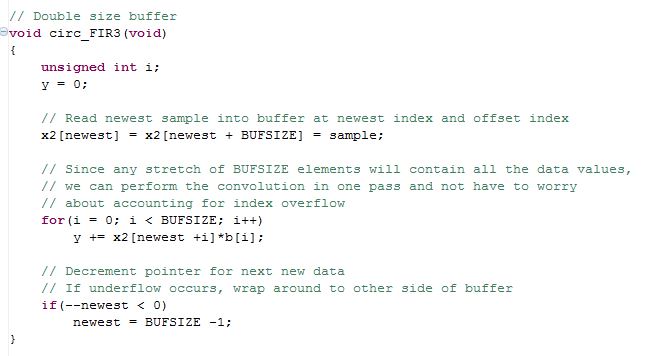 // Double size buffer
void circ_FIR3(void)
{
    unsigned int i;
    y = 0;

    // Read newest sample into buffer at newest index and offset index
    x2[newest] = x2[newest + BUFSIZE] = sample;

    // Since any stretch of BUFSIZE elements will contain all the data values,
    // we can perform the convolution in one pass and not have to worry
    // about accounting for index overflow
    for(i = 0; i < BUFSIZE; i++)
        y += x2[newest +i]*b[i];

    // Decrement pointer for next new data
    // If underflow occurs, wrap around to other side of buffer
    if(--newest < 0)
        newest = BUFSIZE -1;
}